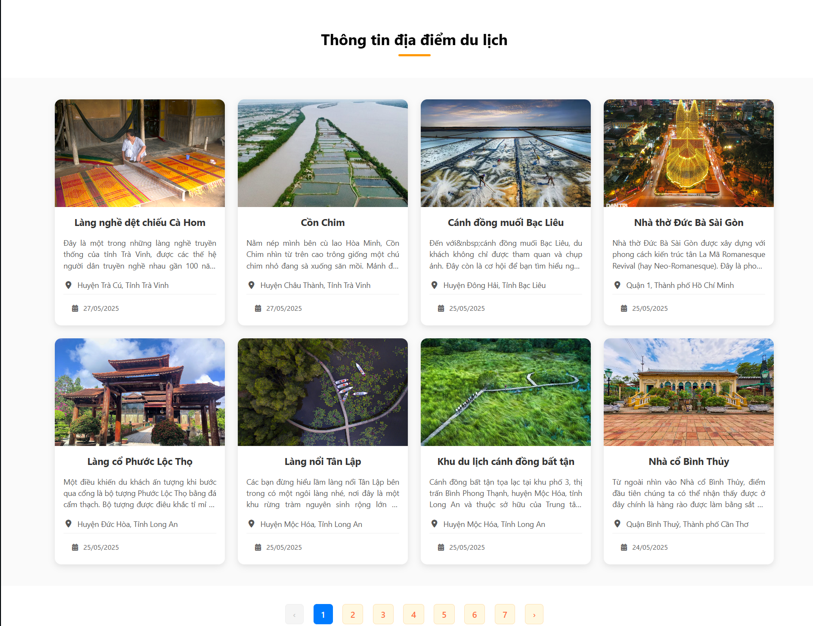 Thông tin địa điểm du lịch
Làng nghề dệt chiếu Cà Hom
Đây là một trong những làng nghề truyền
thống của tỉnh Trà Vinh, được các thế hệ
người dân truyền nghề nhau gần 100 nă...
Huyện Trà Cú, Tỉnh Trà Vinh
27/05/2025
Cồn Chim
Nằm nép mình bên cù lao Hòa Minh, Cồn
Chim nhìn từ trên cao trông giống một chú
chim nhỏ đang sà xuống săn mồi. Mảnh đ...
Huyện Châu Thành, Tỉnh Trà Vinh
27/05/2025
Cánh đồng muối Bạc Liêu
Đến với&nbsp;cánh đồng muối Bạc Liêu, du
khách không chỉ được tham quan và chụp
ảnh. Đây còn là cơ hội để bạn tìm hiểu ng...
Huyện Đông Hải, Tỉnh Bạc Liêu
25/05/2025
Nhà thờ Đức Bà Sài Gòn
Nhà thờ Đức Bà Sài Gòn được xây dựng với
phong cách kiến trúc tân La Mã Romanesque
Revival (hay Neo-Romanesque). Đây là pho...
Quận 1, Thành phố Hồ Chí Minh
25/05/2025
Làng cổ Phước Lộc Thọ
Một điều khiến du khách ấn tượng khi bước
qua cổng là bộ tượng Phước Lộc Thọ bằng đá
cẩm thạch. Bộ tượng được điêu khắc tỉ mỉ ...
Huyện Đức Hòa, Tỉnh Long An
25/05/2025
Làng nổi Tân Lập
Các bạn đừng hiểu lầm làng nổi Tân Lập bên
trong có một ngôi làng nhé, nơi đây là một
khu rừng tràm nguyên sinh rộng lớn ...
Huyện Mộc Hóa, Tỉnh Long An
25/05/2025
Khu du lịch cánh đồng bất tận
Cánh đồng bất tận tọa lạc tại khu phố 3, thị
trấn Bình Phong Thạnh, huyện Mộc Hóa, tỉnh
Long An và thuộc sở hữu của Trung tâ...
Huyện Mộc Hóa, Tỉnh Long An
25/05/2025
Nhà cổ Bình Thủy
Từ ngoài nhìn vào Nhà cổ Bình Thủy, điểm
đầu tiên chúng ta có thể nhận thấy được ở
đây chính là hàng rào được làm bằng sắt ...
Quận Bình Thuỷ, Thành phố Cần Thơ
24/05/2025
‹ 1 2 3 4 5 6 7 ›